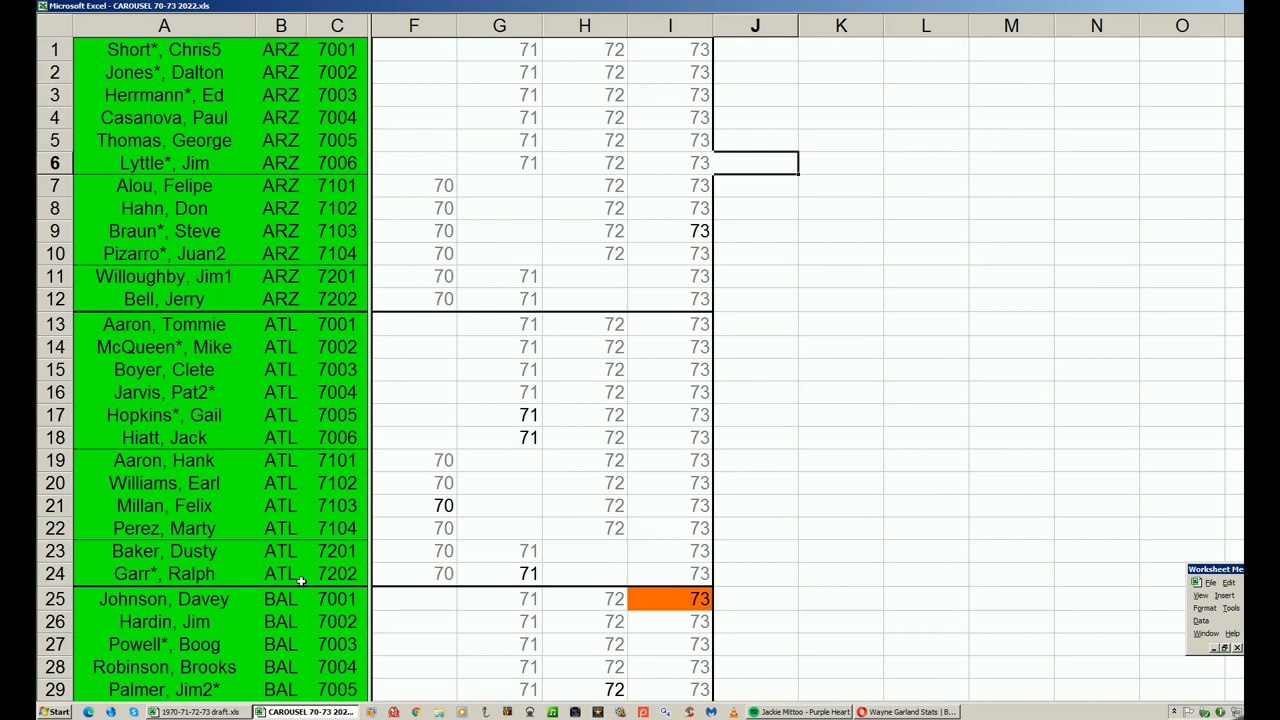 Microsoft Excel - CAROUSEL 70-73 2022.xls
A B C F G H I J K L M N O
1 Short*, Chris5 ARZ 7001 71 72 73
2 Jones*, Dalton ARZ 7002 71 72 73
3 Herrmann*, Ed ARZ 7003 71 72 73
4 Casanova, Paul ARZ 7004 71 72 73
5 Thomas, George ARZ 7005 71 72 73
6 Lyttle*, Jim ARZ 7006 71 72 73
7 Alou, Felipe ARZ 7101 70 72 73
8 Hahn, Don ARZ 7102 70 72 73
9 Braun*, Steve ARZ 7103 70 72 73
10 Pizarro*, Juan2 ARZ 7104 70 72 73
11 Willoughby, Jim1 ARZ 7201 70 71 73
12 Bell, Jerry ARZ 7202 70 71 73
13 Aaron, Tommie ATL 7001 71 72 73
14 McQueen*, Mike ATL 7002 71 72 73
15 Boyer, Clete ATL 7003 71 72 73
16 Jarvis, Pat2* ATL 7004 71 72 73
17 Hopkins*, Gail ATL 7005 71 72 73
18 Hiatt, Jack ATL 7006 71 72 73
19 Aaron, Hank ATL 7101 70 72 73
20 Williams, Earl ATL 7102 70 72 73
21 Millan, Felix ATL 7103 70 72 73
22 Perez, Marty ATL 7104 70 72 73
23 Baker, Dusty ATL 7201 70 71 73
24 Garr*, Ralph ATL 7202 70 71 73
25 Johnson, Davey BAL 7001 71 72 73
26 Hardin, Jim BAL 7002 71 72 73
27 Powell*, Boog BAL 7003 71 72 73
28 Robinson, Brooks BAL 7004 71 72 73
29 Palmer, Jim2* BAL 7005 71 72 73
Worksheet Me
File Edit
View Insert
Format Tools
Data
Window Help
Start 1970-71-72-73 draft.xls CAROUSEL 70-73 202... Jackie Mittoo - Purple Heart Wayne Garland Stats | B...